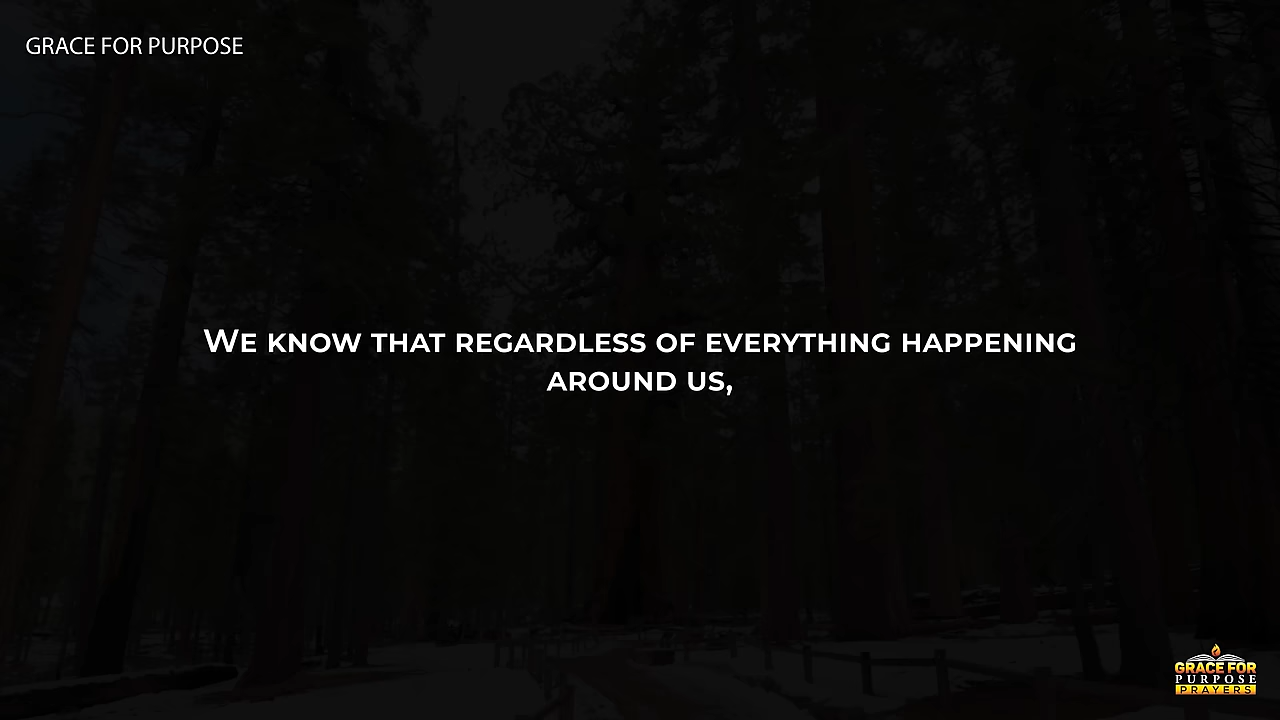 GRACE FOR PURPOSE
WE KNOW THAT REGARDLESS OF EVERYTHING HAPPENING
AROUND US,
GRACE FOR
PURPOSE
PRAYERS